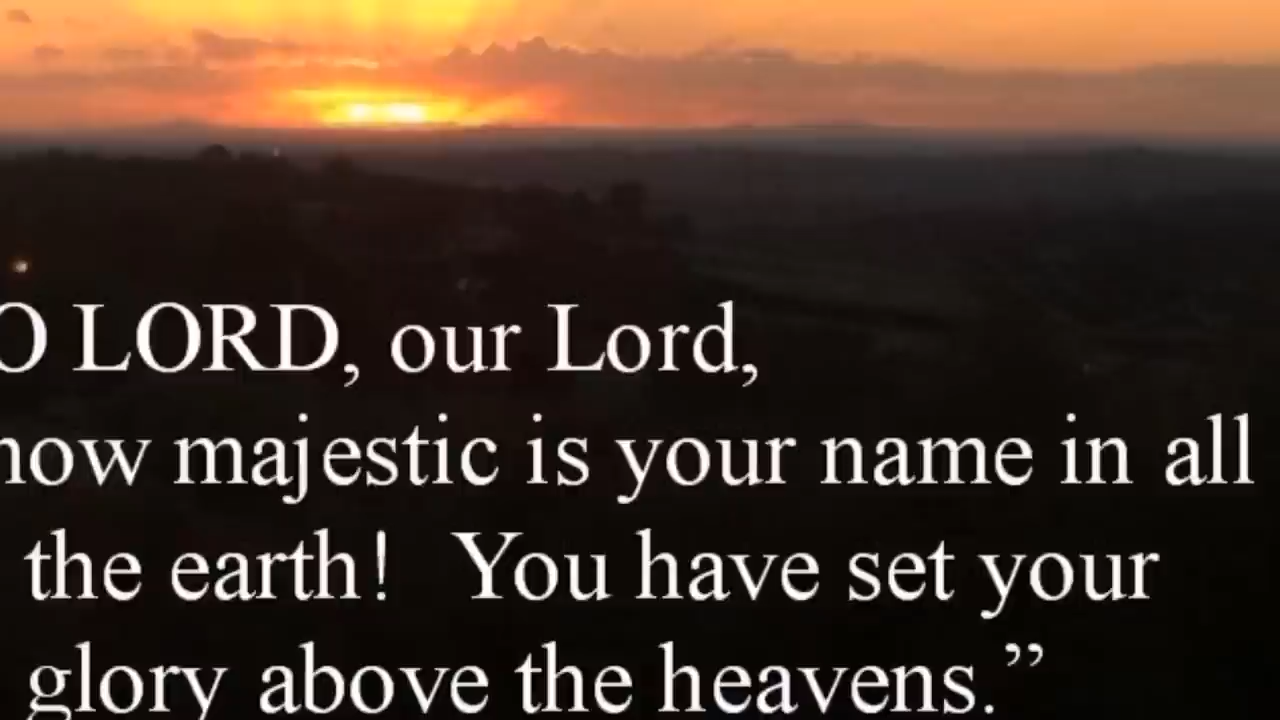 O LORD, our Lord,
how majestic is your name in all
the earth! You have set your
glory above the heavens.”